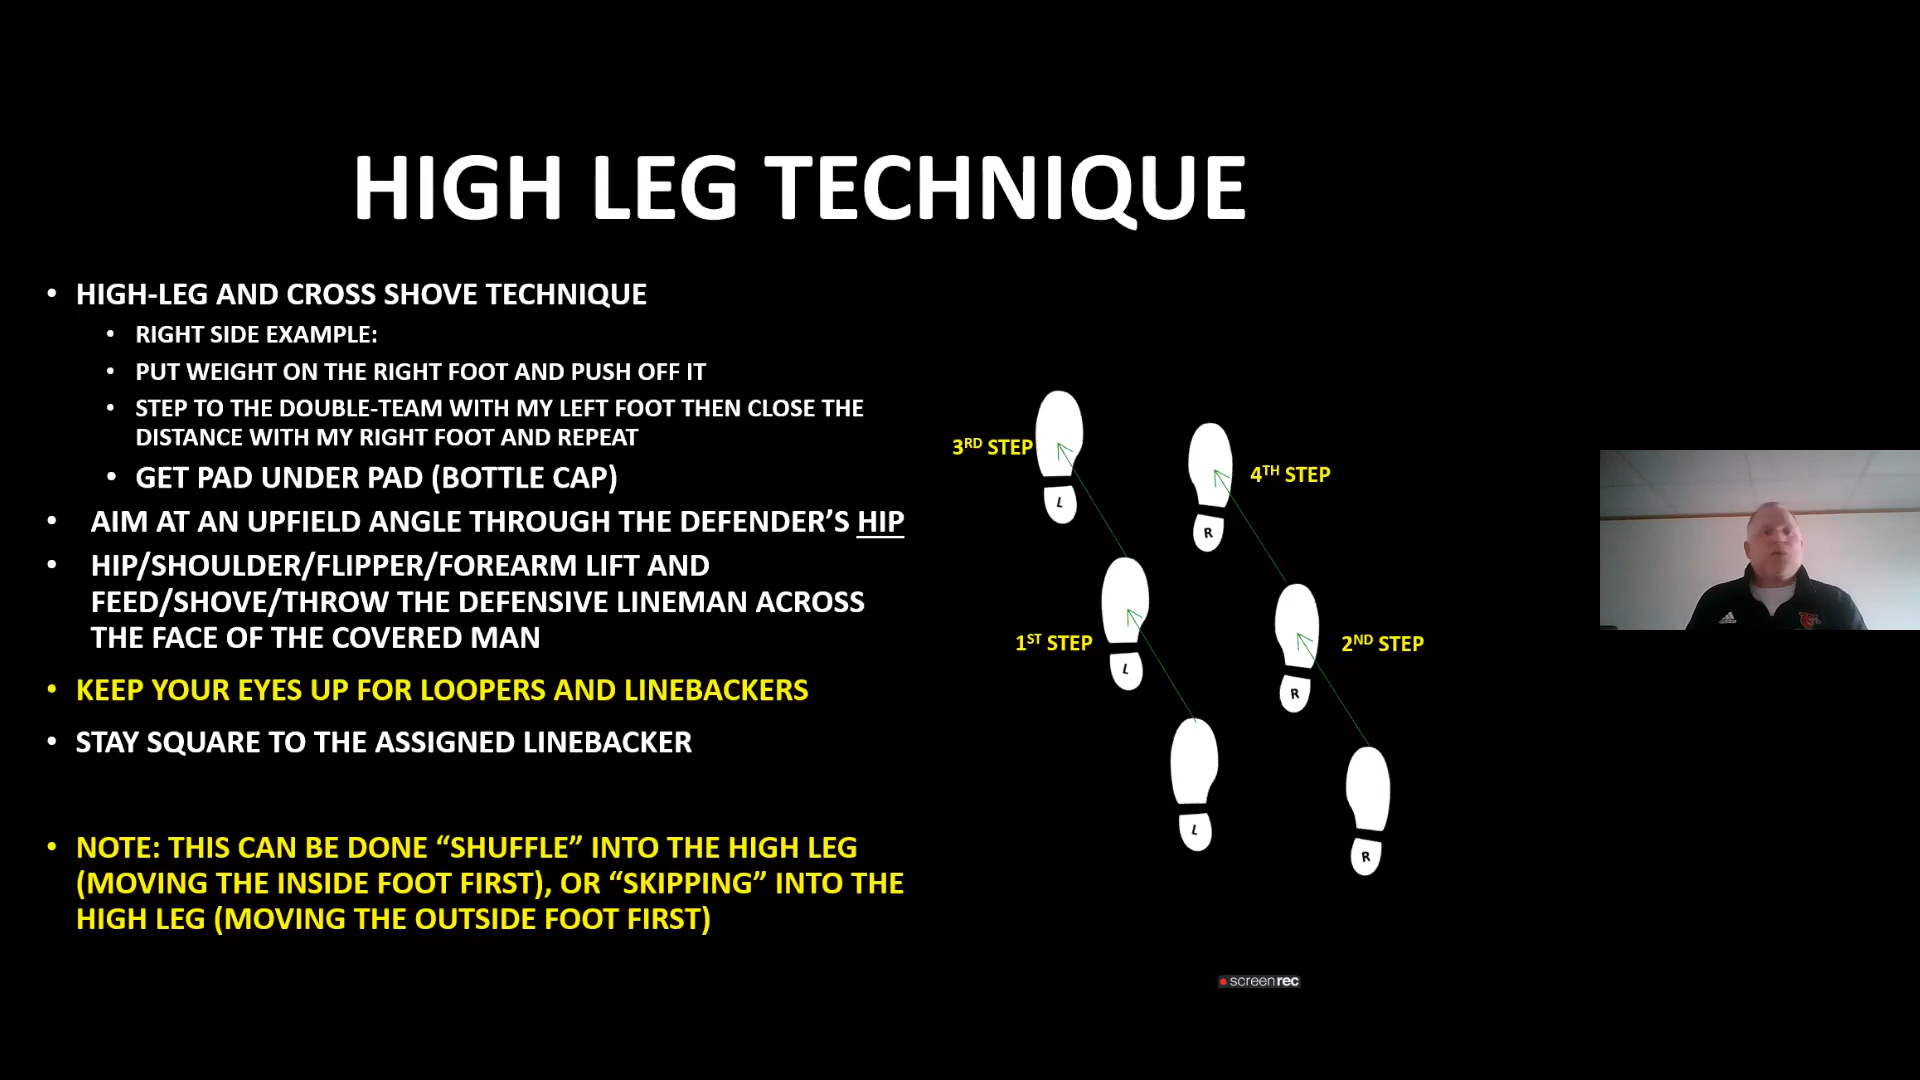 HIGH LEG TECHNIQUE
• HIGH-LEG AND CROSS SHOVE TECHNIQUE
• RIGHT SIDE EXAMPLE:
• PUT WEIGHT ON THE RIGHT FOOT AND PUSH OFF IT
• STEP TO THE DOUBLE-TEAM WITH MY LEFT FOOT THEN CLOSE THE
DISTANCE WITH MY RIGHT FOOT AND REPEAT
• GET PAD UNDER PAD (BOTTLE CAP)
• AIM AT AN UPFIELD ANGLE THROUGH THE DEFENDER’S HIP
• HIP/SHOULDER/FLIPPER/FOREARM LIFT AND
FEED/SHOVE/THROW THE DEFENSIVE LINEMAN ACROSS
THE FACE OF THE COVERED MAN
• KEEP YOUR EYES UP FOR LOOPERS AND LINEBACKERS
• STAY SQUARE TO THE ASSIGNED LINEBACKER
• NOTE: THIS CAN BE DONE “SHUFFLE” INTO THE HIGH LEG
(MOVING THE INSIDE FOOT FIRST), OR “SKIPPING” INTO THE
HIGH LEG (MOVING THE OUTSIDE FOOT FIRST)
3RD STEP
4TH STEP
L
R
1ST STEP
2ND STEP
L
R
L
R
screenrec